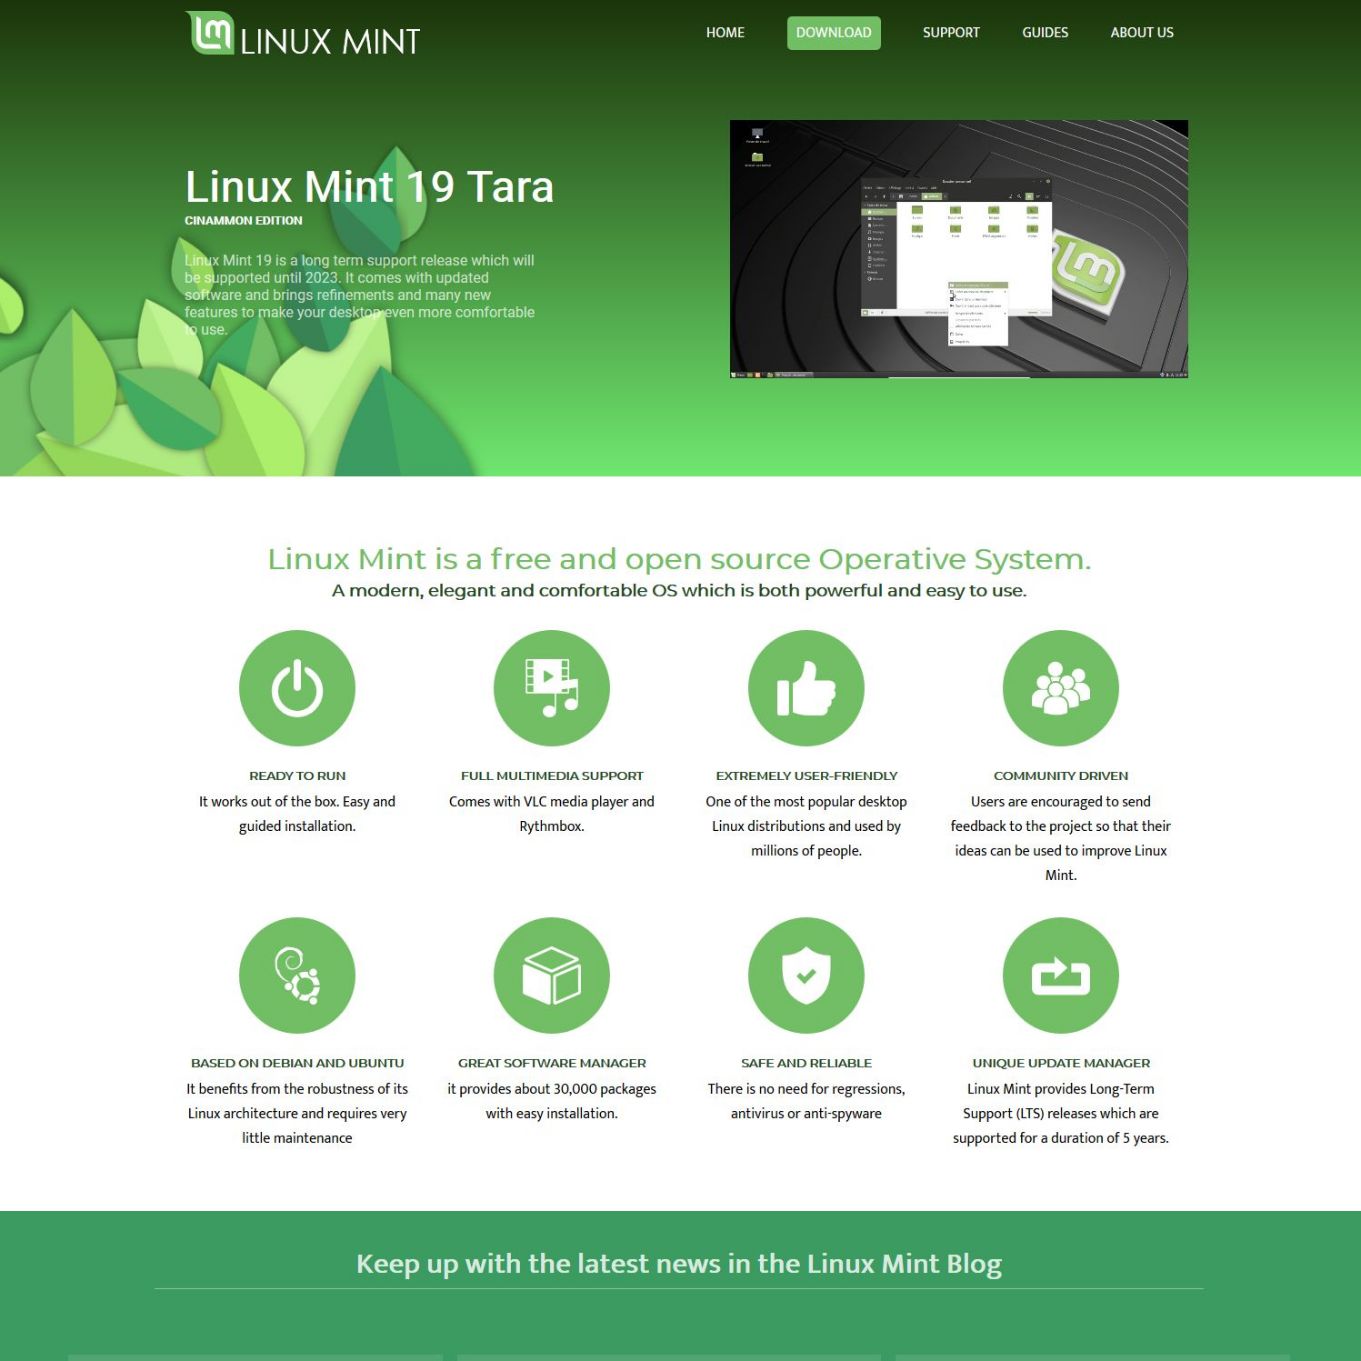 LINUX MINT
HOME
DOWNLOAD
SUPPORT
GUIDES
ABOUT US
Linux Mint 19 Tara
CINAMMON EDITION
Linux Mint 19 is a long term support release which will
be supported until 2023. It comes with updated
software and brings refinements and many new
features to make your desktop even more comfortable
to use.
Linux Mint is a free and open source Operative System.
A modern, elegant and comfortable OS which is both powerful and easy to use.
READY TO RUN
It works out of the box. Easy and
guided installation.
FULL MULTIMEDIA SUPPORT
Comes with VLC media player and
Rythmbox.
EXTREMELY USER-FRIENDLY
One of the most popular desktop
Linux distributions and used by
millions of people.
COMMUNITY DRIVEN
Users are encouraged to send
feedback to the project so that their
ideas can be used to improve Linux
Mint.
BASED ON DEBIAN AND UBUNTU
It benefits from the robustness of its
Linux architecture and requires very
little maintenance
GREAT SOFTWARE MANAGER
it provides about 30,000 packages
with easy installation.
SAFE AND RELIABLE
There is no need for regressions,
antivirus or anti-spyware
UNIQUE UPDATE MANAGER
Linux Mint provides Long-Term
Support (LTS) releases which are
supported for a duration of 5 years.
Keep up with the latest news in the Linux Mint Blog